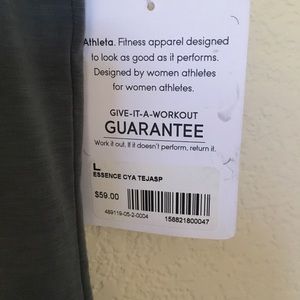 Athleta. Fitness apparel designed
to look as good as it performs.
Designed by women athletes
for women athletes.
GIVE-IT-A-WORKOUT
GUARANTEE
Work it out. If it doesn't perform, return it.
L
ESSENCE CYA TEJASP
$59.00
489119-05-2-0004
158821800047